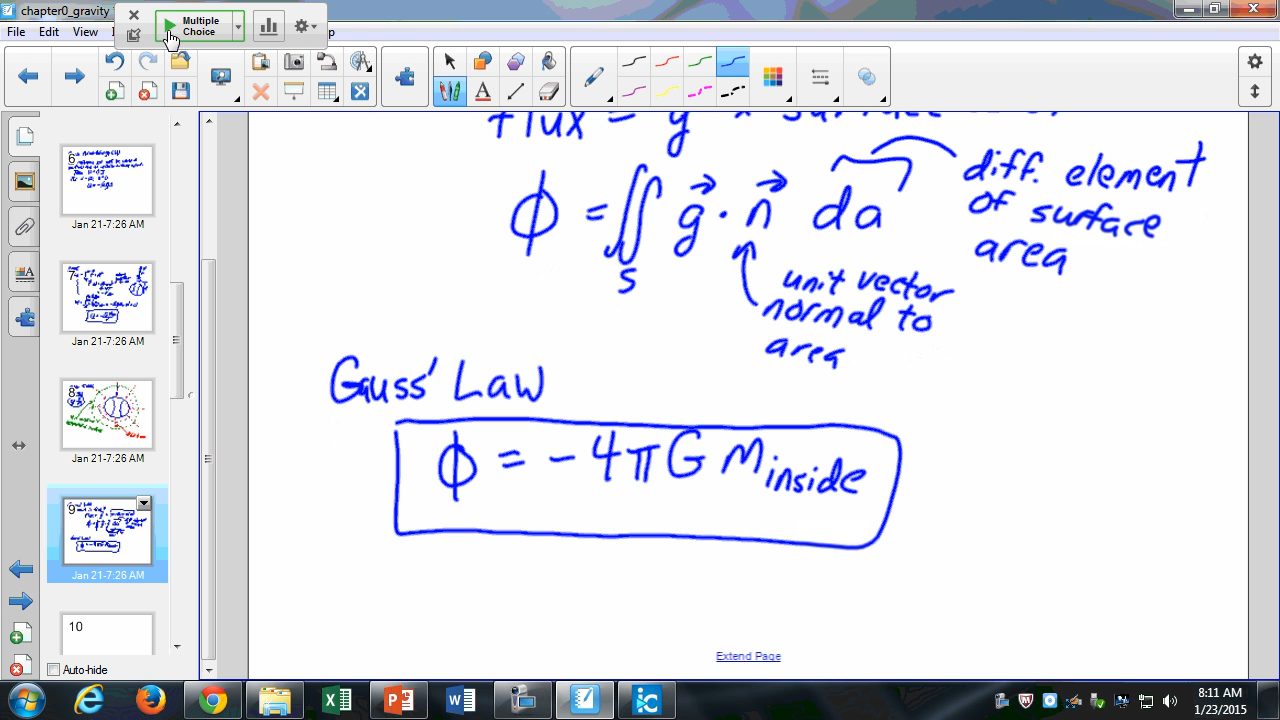 chapter0_gravity
Multiple Choice
File Edit View
6
Jan 21-7:26 AM
7
Jan 21-7:26 AM
8
Jan 21-7:26 AM
9
Jan 21-7:26 AM
10
Auto-hide
flux = g x surface
ϕ = ∬ g⃗ · n⃗ da
S
diff. element
of surface
area
unit vector
normal to
area
Gauss' Law
ϕ = -4πG M inside
Extend Page
8:11 AM
1/23/2015